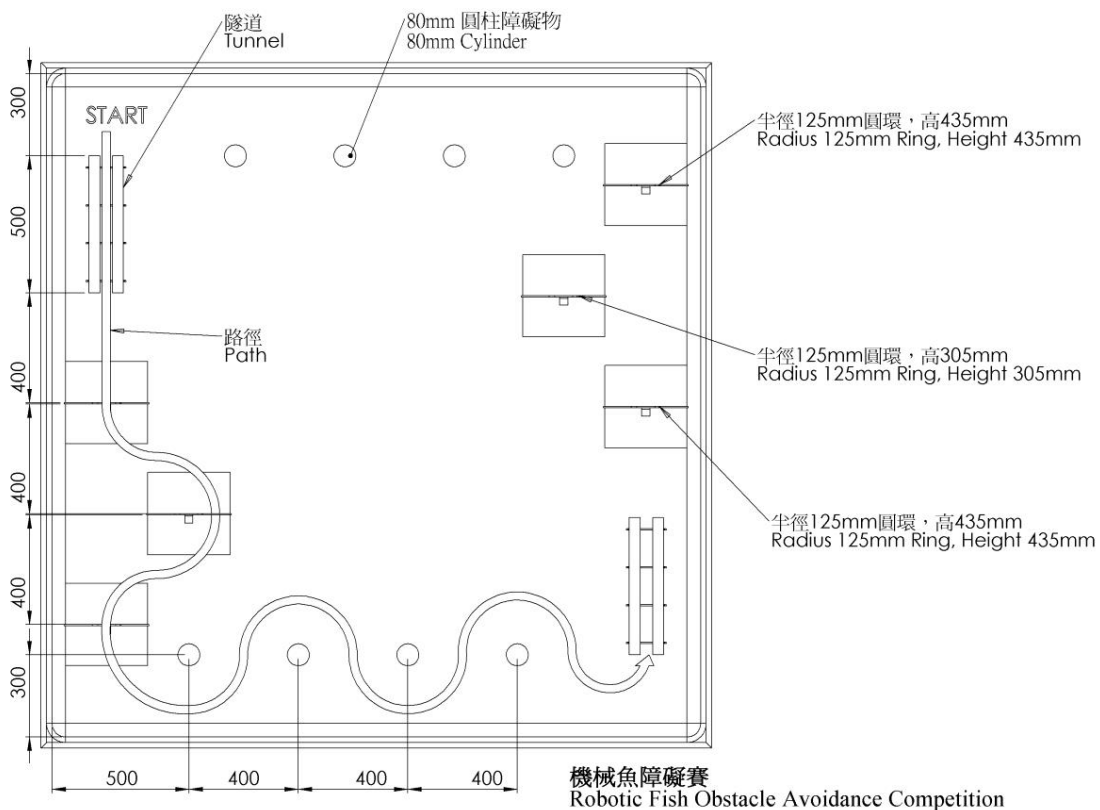 隧道
Tunnel
80mm 圓柱障礙物
80mm Cylinder
START
半徑125mm圓環，高435mm
Radius 125mm Ring, Height 435mm
路徑
Path
半徑125mm圓環，高305mm
Radius 125mm Ring, Height 305mm
半徑125mm圓環，高435mm
Radius 125mm Ring, Height 435mm
300
500
400
400
400
300
500
400
400
400
機械魚障礙賽
Robotic Fish Obstacle Avoidance Competition